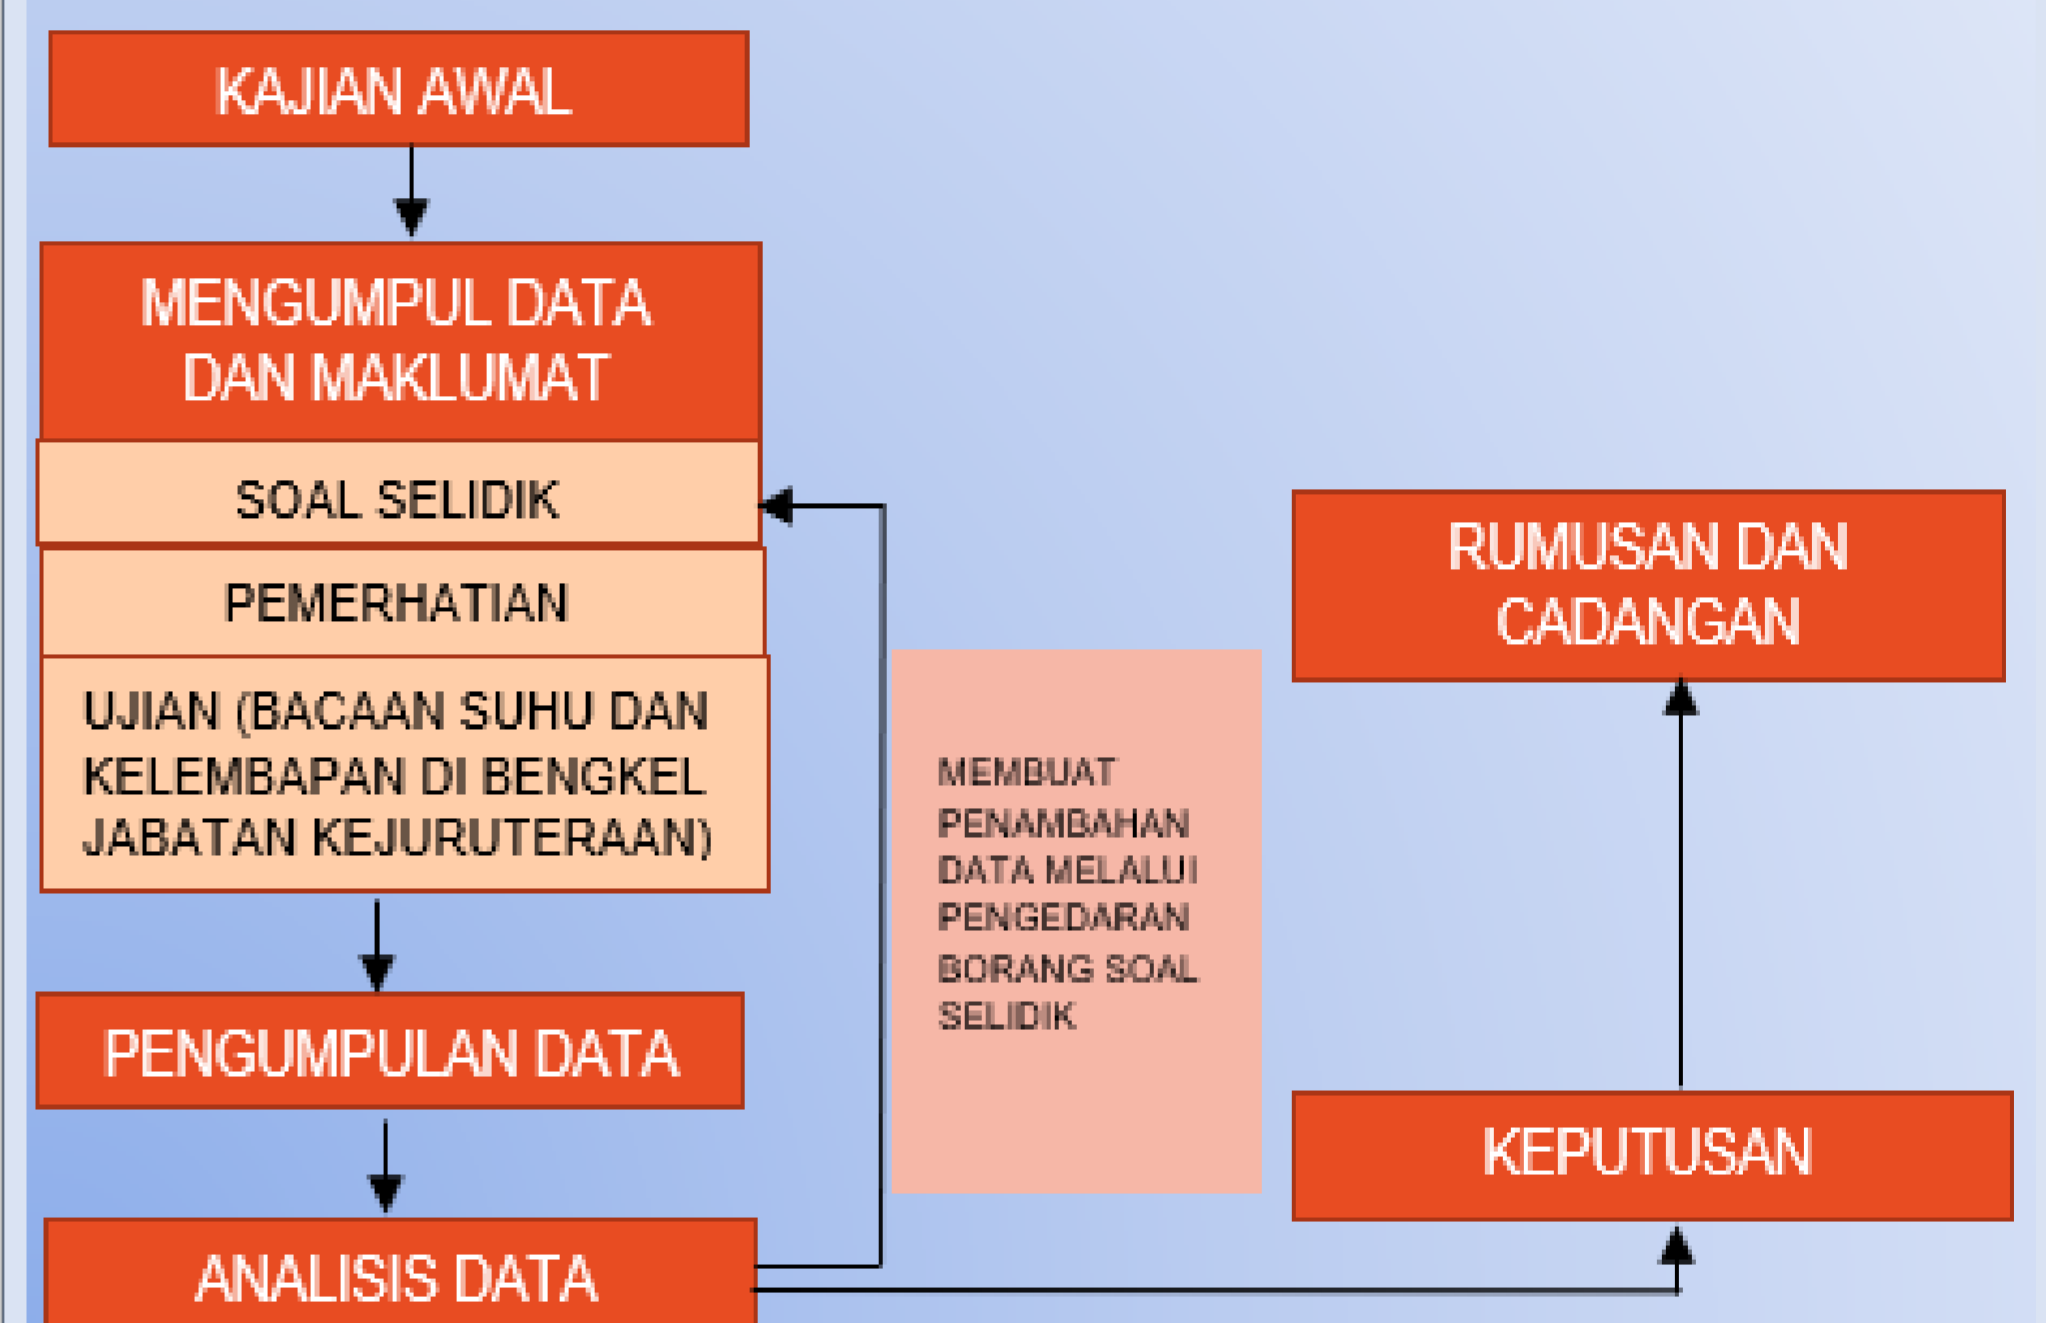 KAJIAN AWAL
MENGUMPUL DATA
DAN MAKLUMAT
SOAL SELIDIK
PEMERHATIAN
UJIAN (BACAAN SUHU DAN
KELEMBAPAN DI BENGKEL
JABATAN KEJURUTERAAN)
PENGUMPULAN DATA
ANALISIS DATA
MEMBUAT
PENAMBAHAN
DATA MELALUI
PENGEDARAN
BORANG SOAL
SELIDIK
RUMUSAN DAN
CADANGAN
KEPUTUSAN